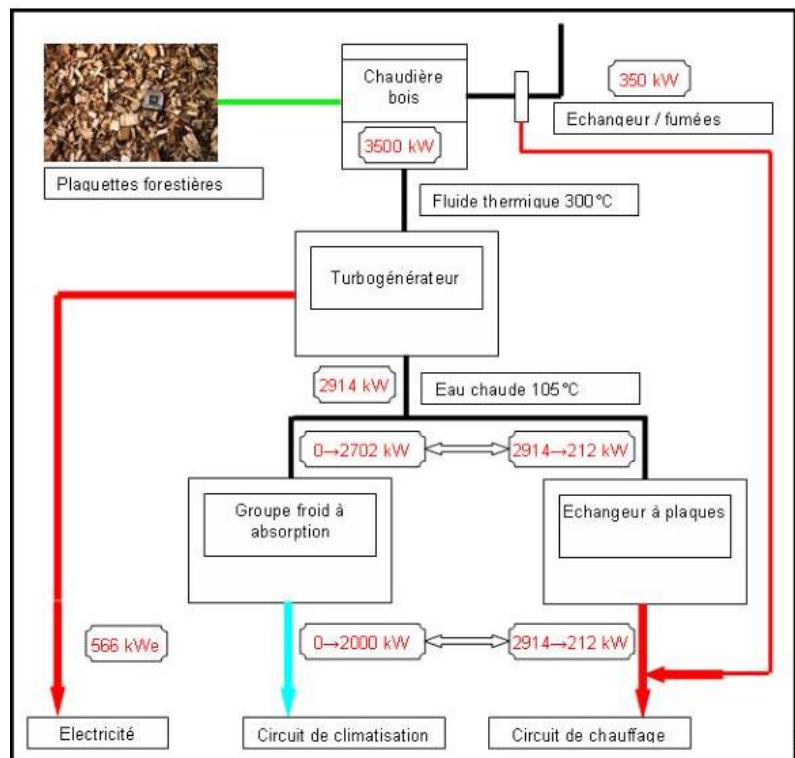 Chaudière
bois
350 kW
Echangeur / fumées
3500 kW
Plaquettes forestières
Fluide thermique 300°C
Turbogénérateur
2914 kW
Eau chaude 105°C
0→2702 kW
2914→212 kW
Groupe froid à
absorption
Echangeur à plaques
566 kWe
0→2000 kW
2914→212 kW
Electricité
Circuit de climatisation
Circuit de chauffage